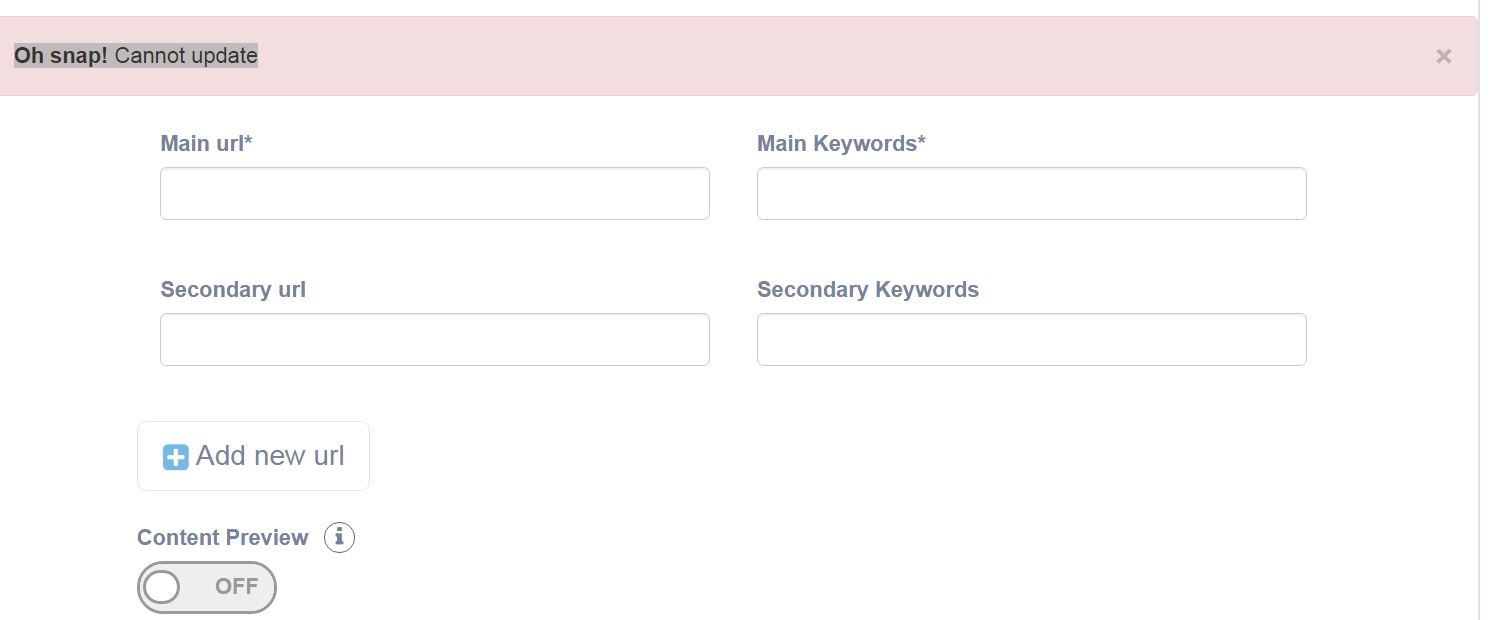 Oh snap! Cannot update
×
Main url* Main Keywords*
Secondary url Secondary Keywords
Add new url
Content Preview
OFF